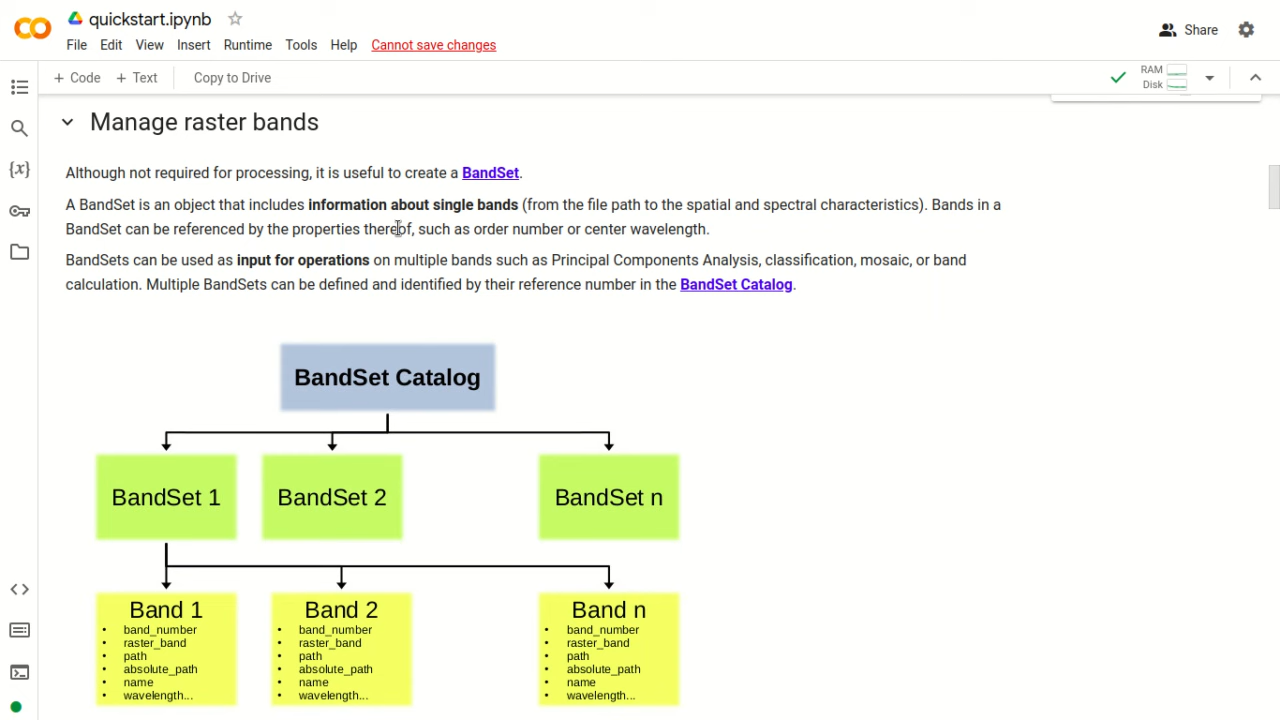 quickstart.ipynb
File Edit View Insert Runtime Tools Help Cannot save changes
Share
+ Code + Text Copy to Drive
RAM
Disk
Manage raster bands
Although not required for processing, it is useful to create a BandSet.
A BandSet is an object that includes information about single bands (from the file path to the spatial and spectral characteristics). Bands in a
BandSet can be referenced by the properties thereof, such as order number or center wavelength.
BandSets can be used as input for operations on multiple bands such as Principal Components Analysis, classification, mosaic, or band
calculation. Multiple BandSets can be defined and identified by their reference number in the BandSet Catalog.
BandSet Catalog
BandSet 1 BandSet 2 BandSet n
Band 1
• band_number
• raster_band
• path
• absolute_path
• name
• wavelength...
Band 2
• band_number
• raster_band
• path
• absolute_path
• name
• wavelength...
Band n
• band_number
• raster_band
• path
• absolute_path
• name
• wavelength...